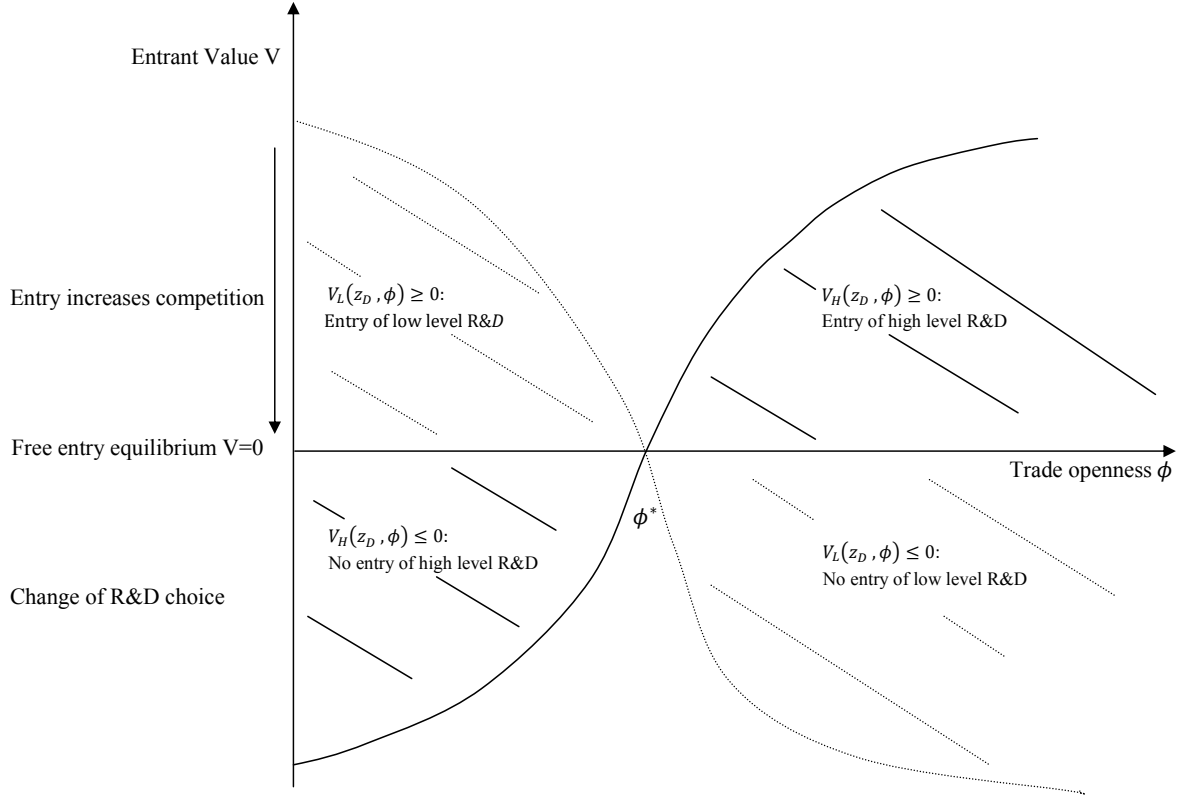 Entrant Value V
Entry increases competition
V_L(z_D , ϕ) ≥ 0:
Entry of low level R&D
V_H(z_D , ϕ) ≥ 0:
Entry of high level R&D
Free entry equilibrium V=0
Trade openness ϕ
ϕ*
V_H(z_D , ϕ) ≤ 0:
No entry of high level R&D
V_L(z_D , ϕ) ≤ 0:
No entry of low level R&D
Change of R&D choice